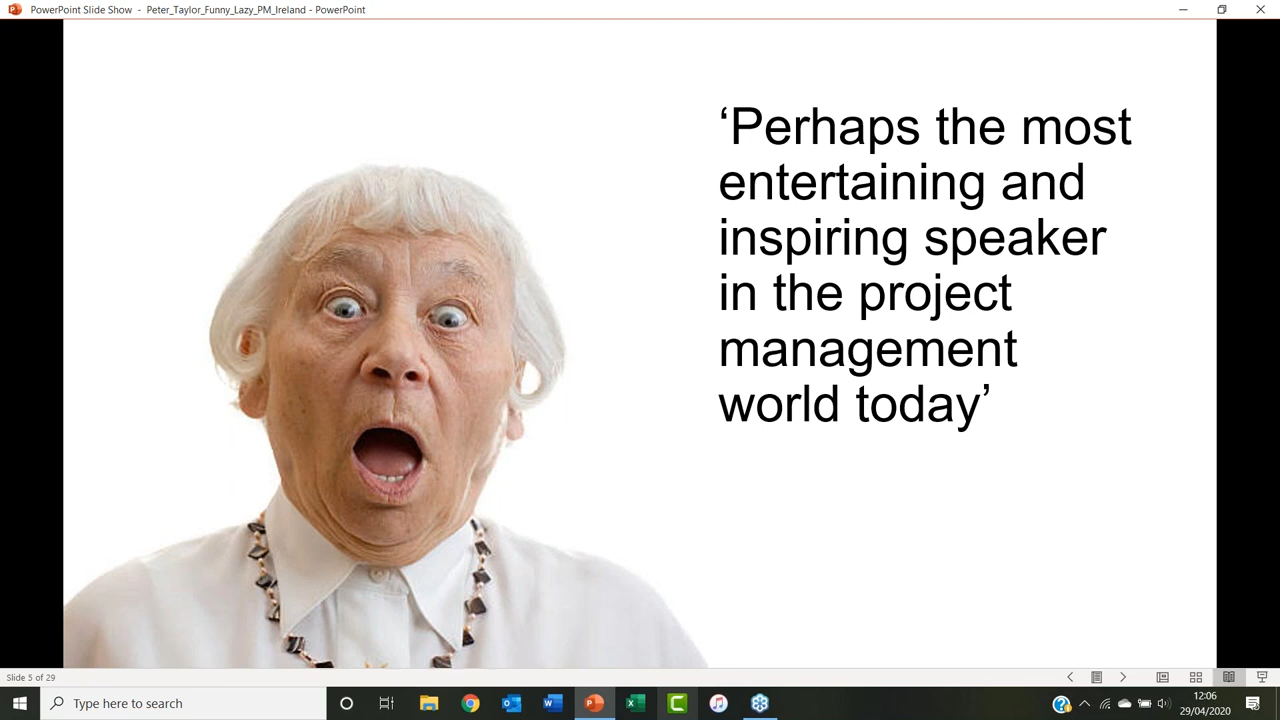 PowerPoint Slide Show - Peter_Taylor_Funny_Lazy_PM_Ireland - PowerPoint
‘Perhaps the most
entertaining and
inspiring speaker
in the project
management
world today’
Slide 5 of 29
Type here to search
12:06
29/04/2020